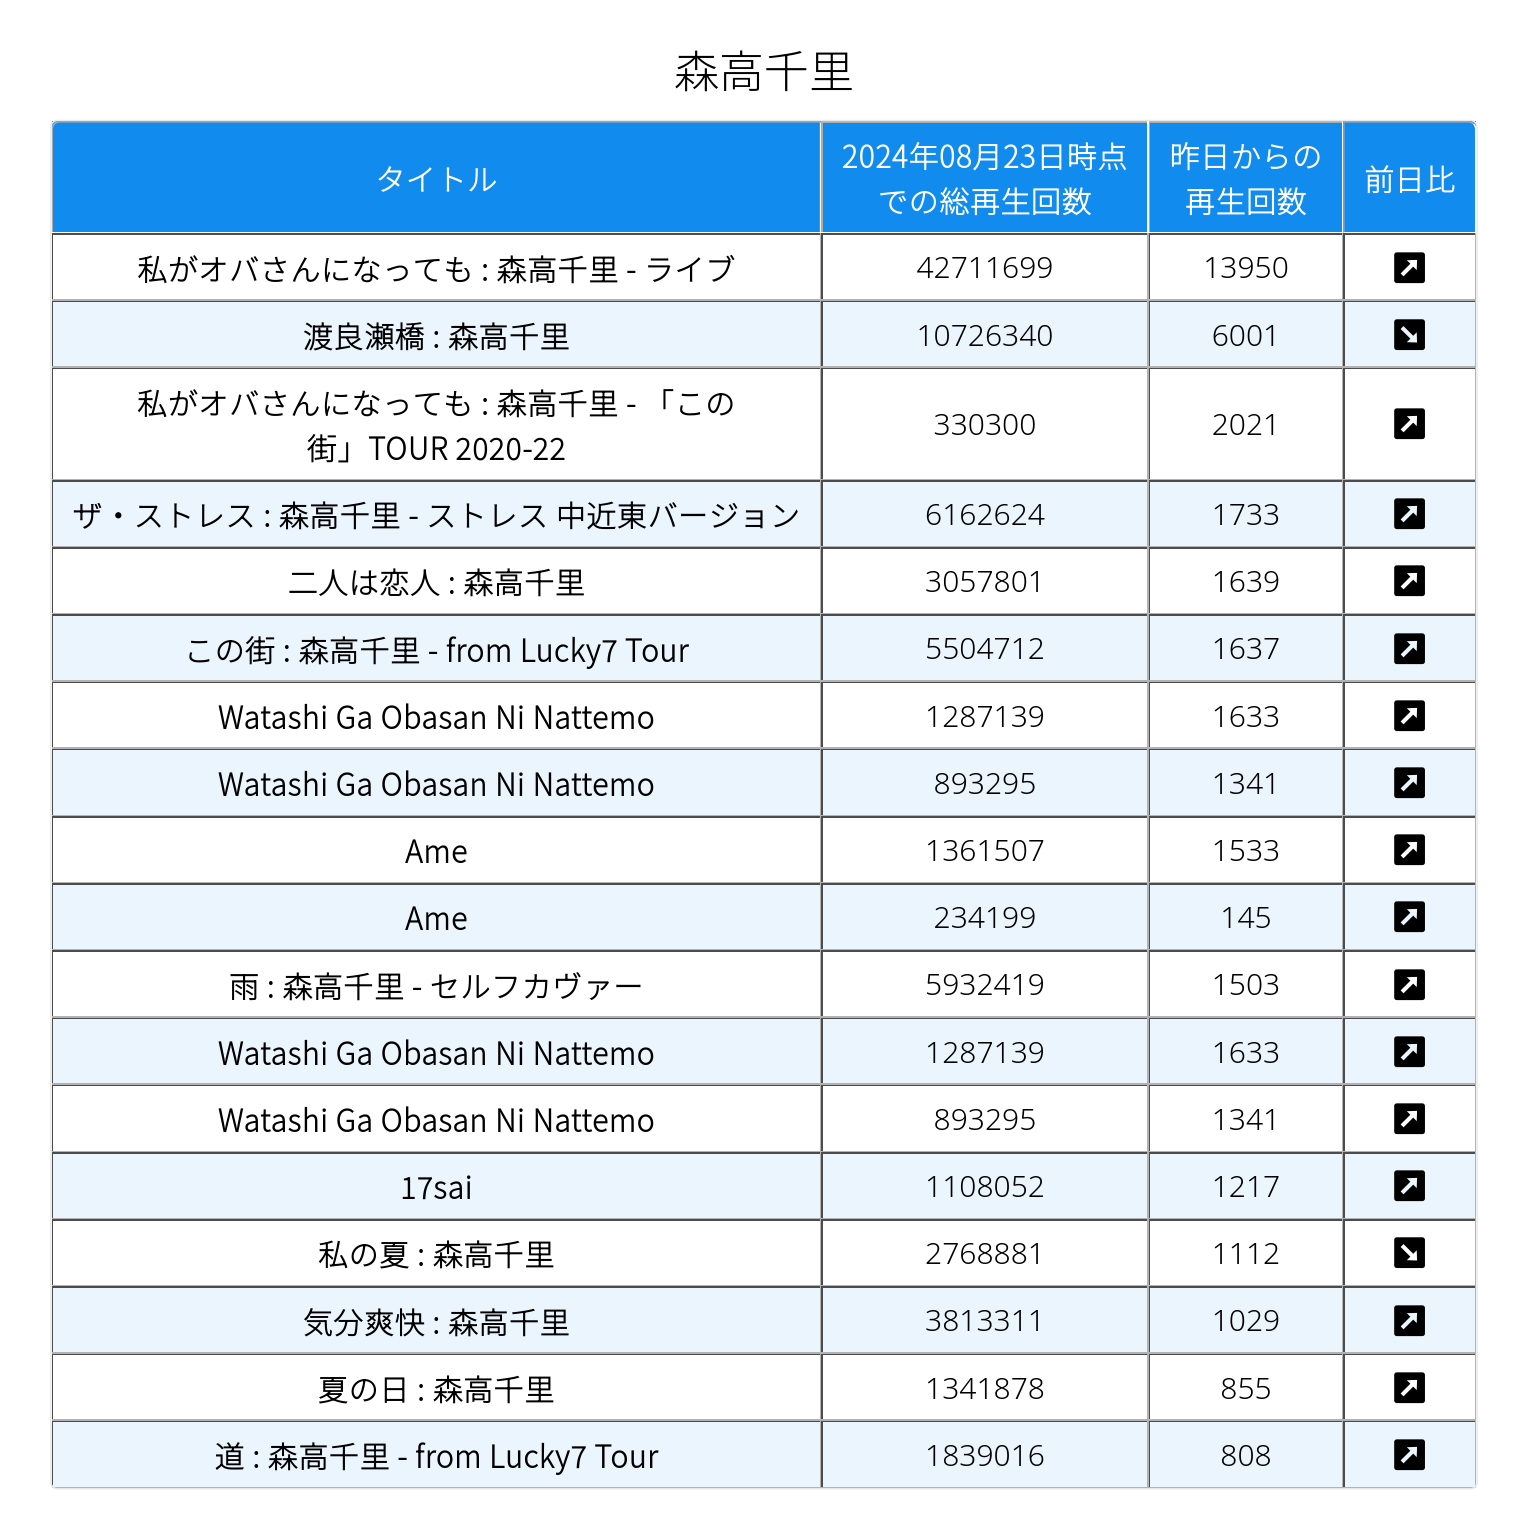 森高千里
タイトル
2024年08月23日時点
での総再生回数
昨日からの
再生回数
前日比
私がオバさんになっても : 森高千里 - ライブ 42711699 13950
渡良瀬橋 : 森高千里 10726340 6001
私がオバさんになっても : 森高千里 - 「この
街」TOUR 2020-22 330300 2021
ザ・ストレス : 森高千里 - ストレス 中近東バージョン 6162624 1733
二人は恋人 : 森高千里 3057801 1639
この街 : 森高千里 - from Lucky7 Tour 5504712 1637
Watashi Ga Obasan Ni Nattemo 1287139 1633
Watashi Ga Obasan Ni Nattemo 893295 1341
Ame 1361507 1533
Ame 234199 145
雨 : 森高千里 - セルフカヴァー 5932419 1503
Watashi Ga Obasan Ni Nattemo 1287139 1633
Watashi Ga Obasan Ni Nattemo 893295 1341
17sai 1108052 1217
私の夏 : 森高千里 2768881 1112
気分爽快 : 森高千里 3813311 1029
夏の日 : 森高千里 1341878 855
道 : 森高千里 - from Lucky7 Tour 1839016 808